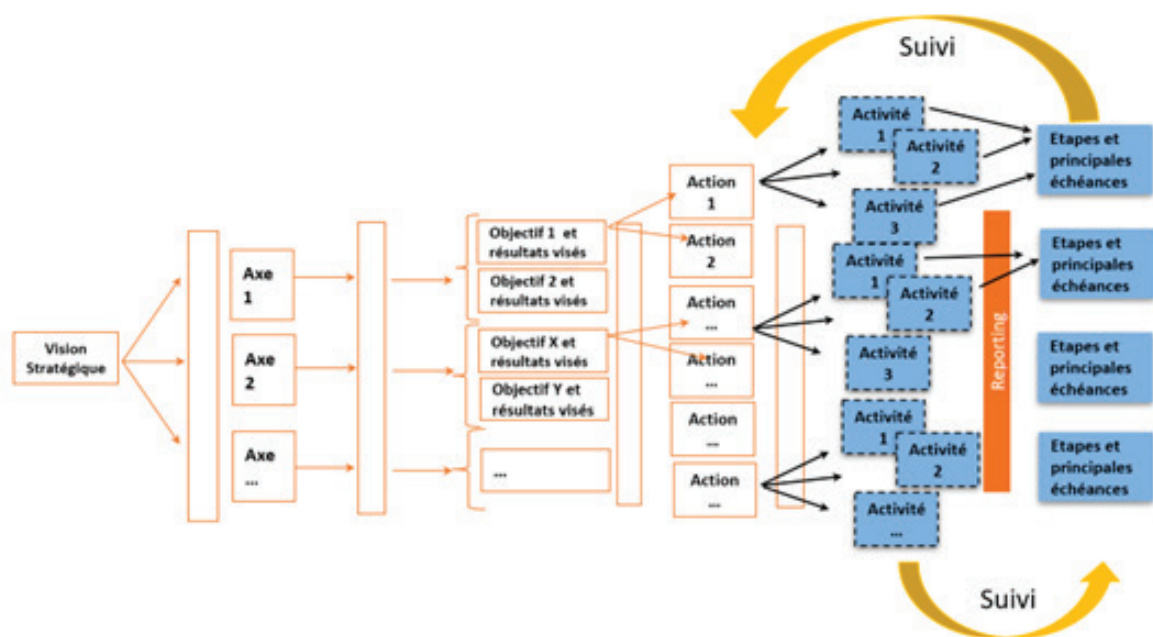 Suivi
Vision
Stratégique
Axe
1
Axe
2
Axe
...
Objectif 1 et
résultats visés
Objectif 2 et
résultats visés
Objectif X et
résultats visés
Objectif Y et
résultats visés
...
Action
1
Action
2
Action
...
Action
...
Action
...
Action
...
Activité
1
Activité
2
Activité
3
Activité
1
Activité
2
Activité
3
Activité
1
Activité
2
Activité
...
Reporting
Etapes et
principales
échéances
Etapes et
principales
échéances
Etapes et
principales
échéances
Etapes et
principales
échéances
Suivi